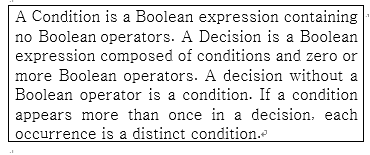 A Condition is a Boolean expression containing
no Boolean operators. A Decision is a Boolean
expression composed of conditions and zero or
more Boolean operators. A decision without a
Boolean operator is a condition. If a condition
appears more than once in a decision, each
occurrence is a distinct condition.